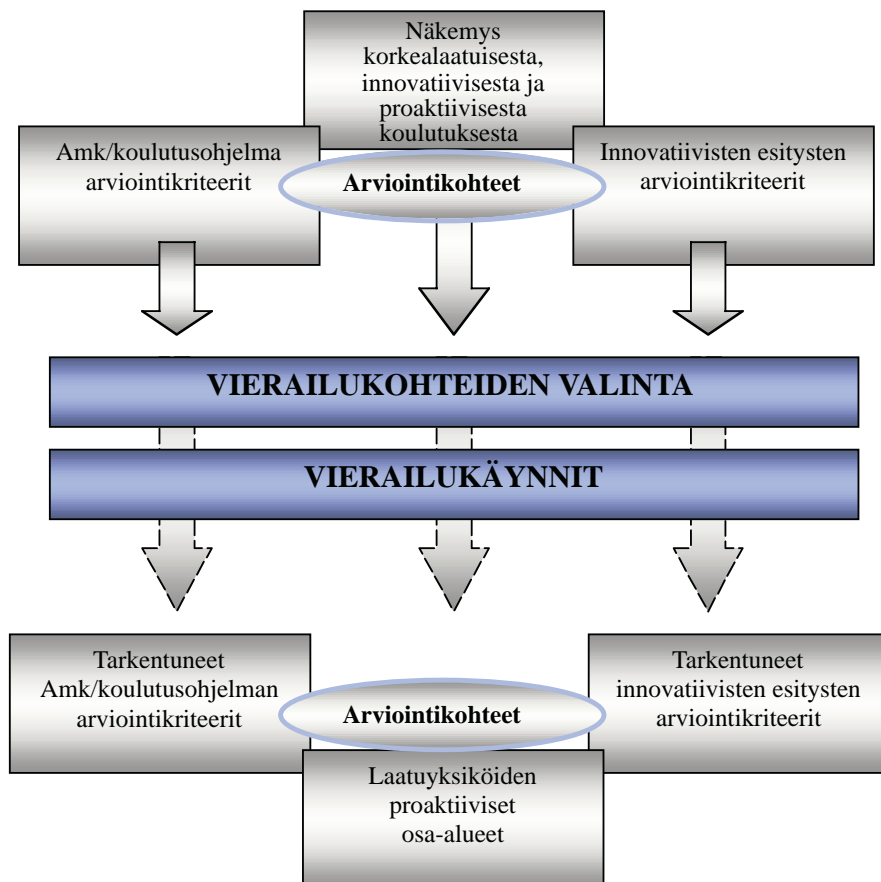 Näkemys
korkealaatuisesta,
innovatiivisesta ja
proaktiivisesta
koulutuksesta
Amk/koulutusohjelma
arviointikriteerit
Arviointikohteet
Innovatiivisten esitysten
arviointikriteerit
VIERAILUKOHTEIDEN VALINTA
VIERAILUKÄYNNIT
Tarkentuneet
Amk/koulutusohjelman
arviointikriteerit
Arviointikohteet
Tarkentuneet
innovatiivisten esitysten
arviointikriteerit
Laatuyksiköiden
proaktiiviset
osa-alueet